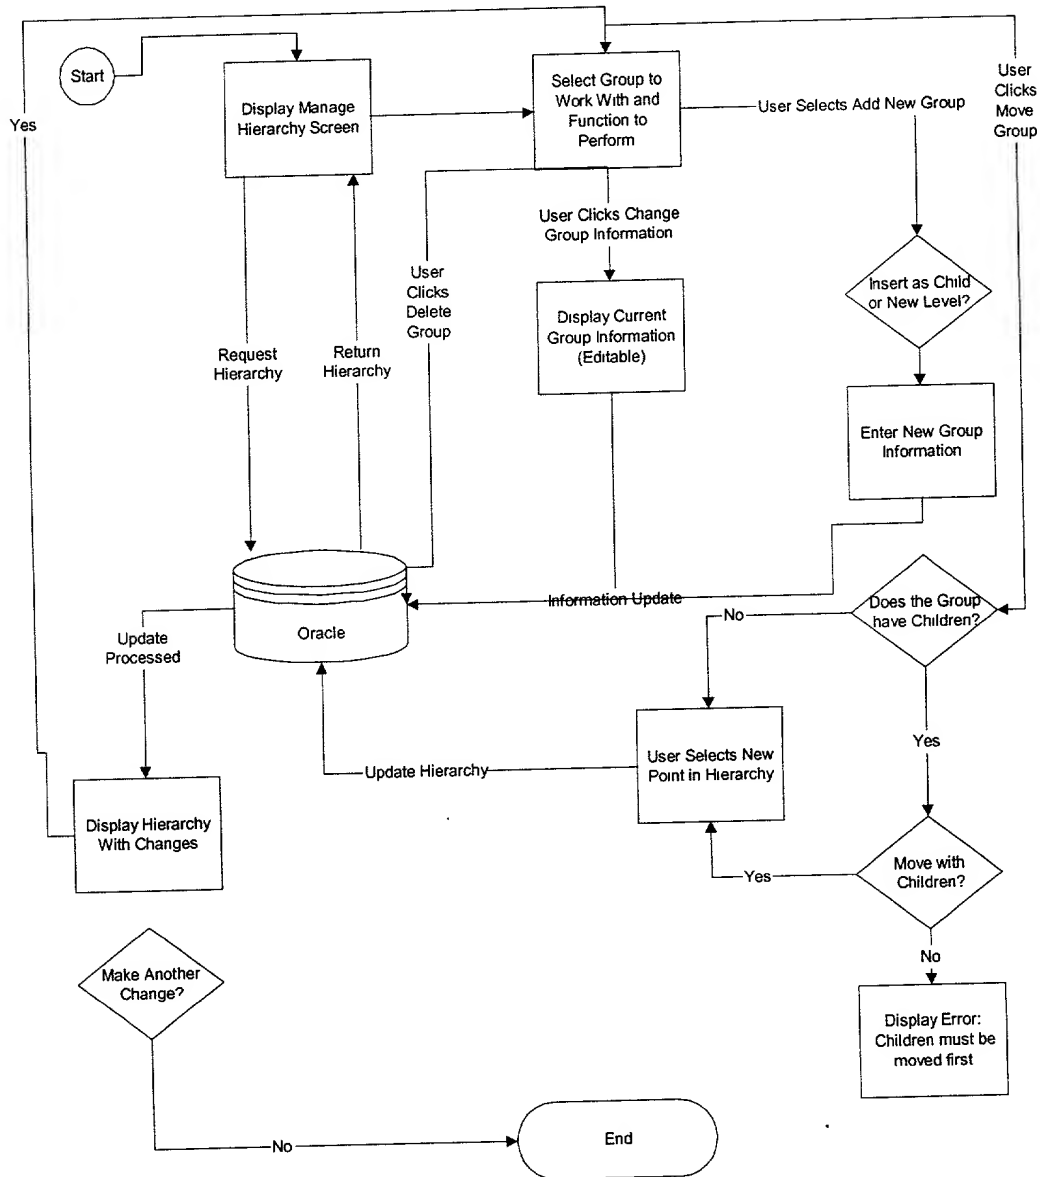 Start
Display Manage
Hierarchy Screen
Select Group to
Work With and
Function to
Perform
User Selects Add New Group
User
Clicks
Move
Group
Yes
User Clicks Change
Group Information
User
Clicks
Delete
Group
Insert as Child
or New Level?
Display Current
Group Information
(Editable)
Request
Hierarchy
Return
Hierarchy
Enter New Group
Information
Information Update
Does the Group
have Children?
No
Oracle
Update
Processed
Yes
User Selects New
Point in Hierarchy
Update Hierarchy
Display Hierarchy
With Changes
Move with
Children?
Yes
No
Make Another
Change?
Display Error:
Children must be
moved first
No
End